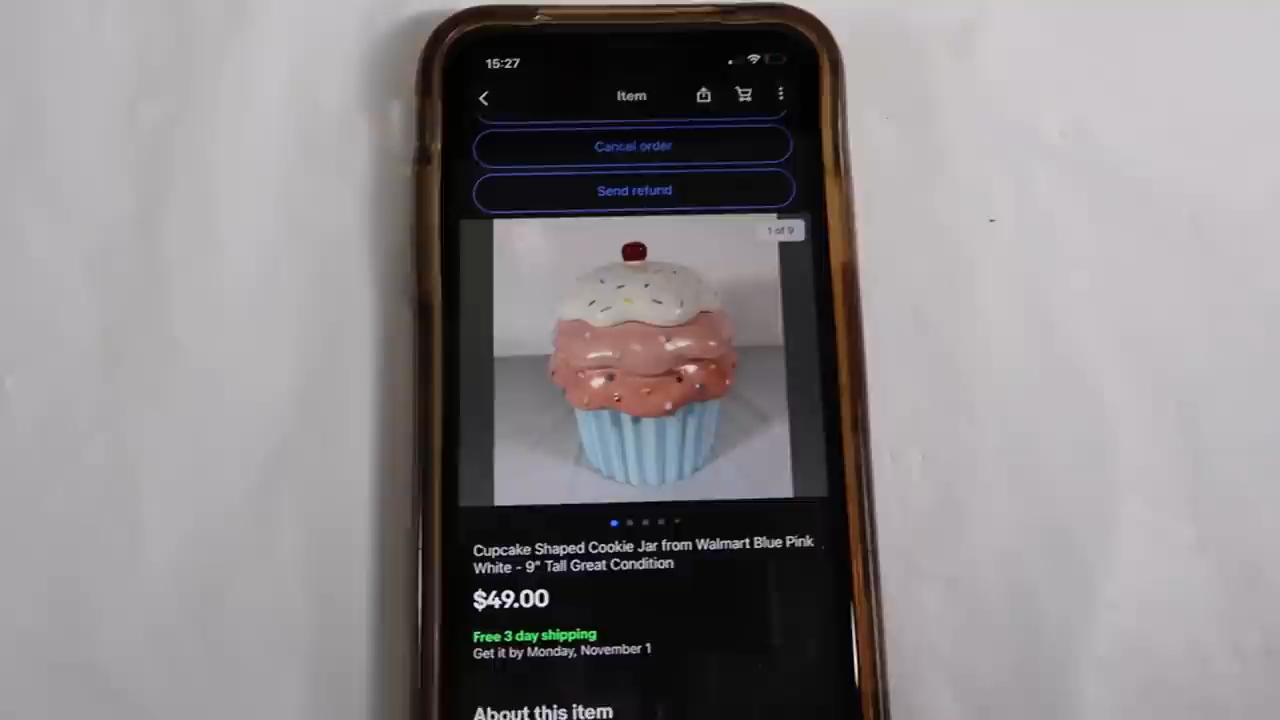 15:27
Item
Cancel order
Send refund
1 of 9
Cupcake Shaped Cookie Jar from Walmart Blue Pink
White - 9" Tall Great Condition
$49.00
Free 3 day shipping
Get it by Monday, November 1
About this item